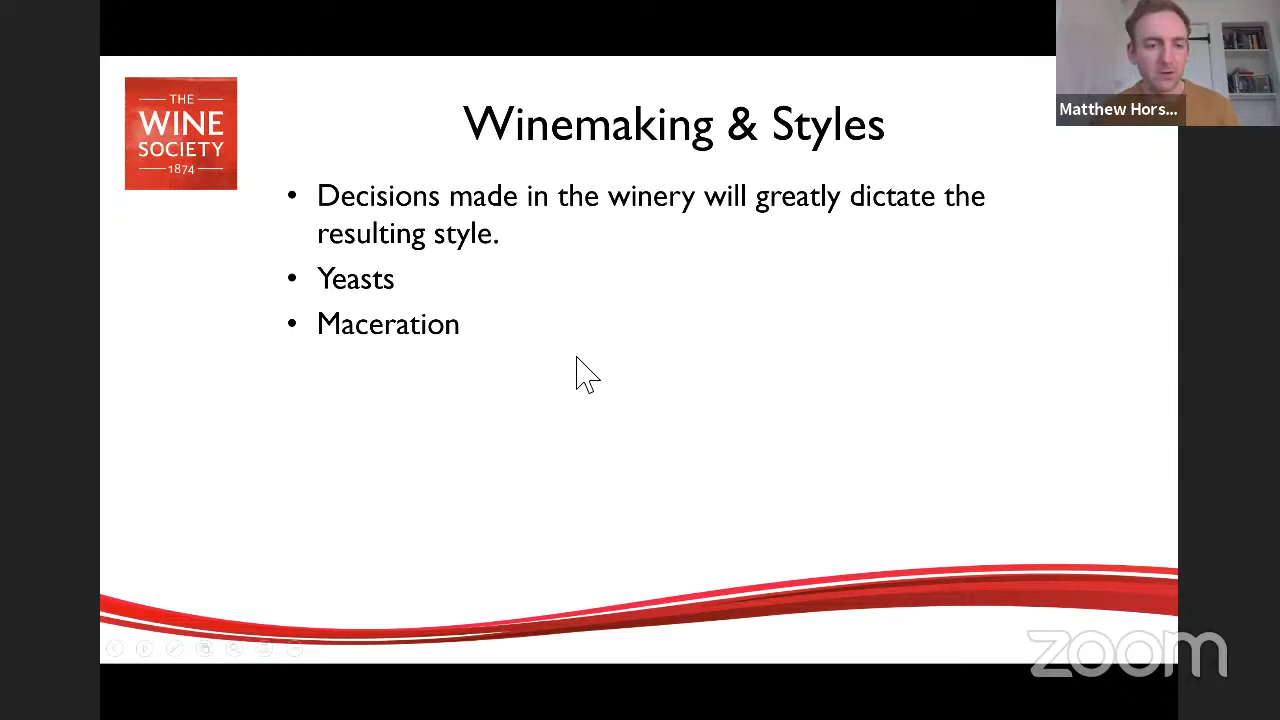 THE
WINE
SOCIETY
1874
Winemaking & Styles
• Decisions made in the winery will greatly dictate the
resulting style.
• Yeasts
• Maceration
Matthew Hors...
zoom